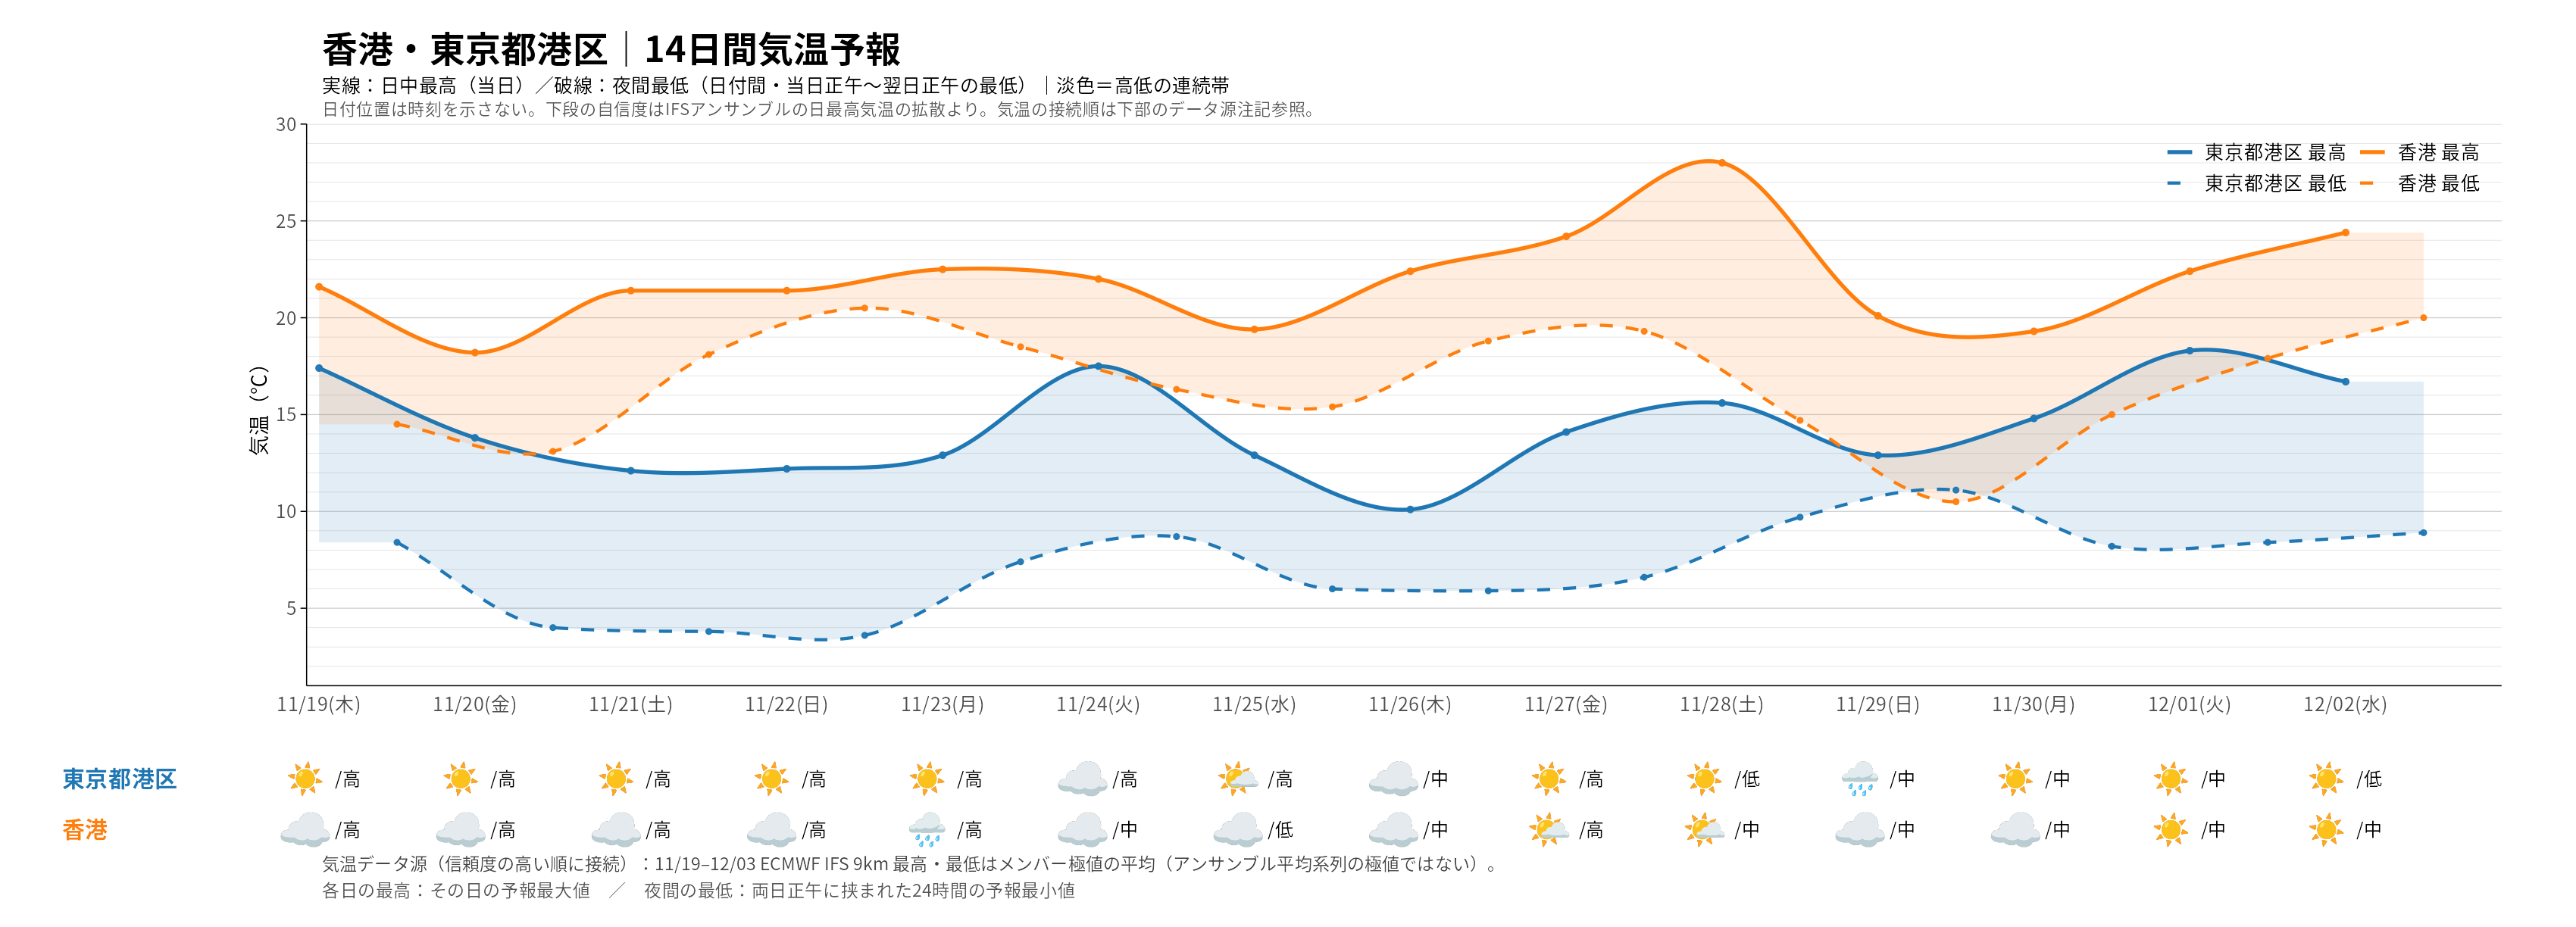 香港・東京都港区｜14日間気温予報
実線：日中最高（当日）／破線：夜間最低（日付間・当日正午～翌日正午の最低）｜淡色＝高低の連続帯
日付位置は時刻を示さない。下段の自信度はIFSアンサンブルの日最高気温の拡散より。気温の接続順は下部のデータ源注記参照。
東京都港区 最高 香港 最高
東京都港区 最低 香港 最低
気温（°C）
30
25
20
15
10
5
11/19(木) 11/20(金) 11/21(土) 11/22(日) 11/23(月) 11/24(火) 11/25(水) 11/26(木) 11/27(金) 11/28(土) 11/29(日) 11/30(月) 12/01(火) 12/02(水)
東京都港区 /高 /高 /高 /高 /高 /高 /高 /中 /高 /低 /中 /中 /中 /低
香港 /高 /高 /高 /高 /高 /中 /低 /中 /高 /中 /中 /中 /中 /中
気温データ源（信頼度の高い順に接続）：11/19–12/03 ECMWF IFS 9km 最高・最低はメンバー極値の平均（アンサンブル平均系列の極値ではない）。
各日の最高：その日の予報最大値　／　夜間の最低：両日正午に挟まれた24時間の予報最小値